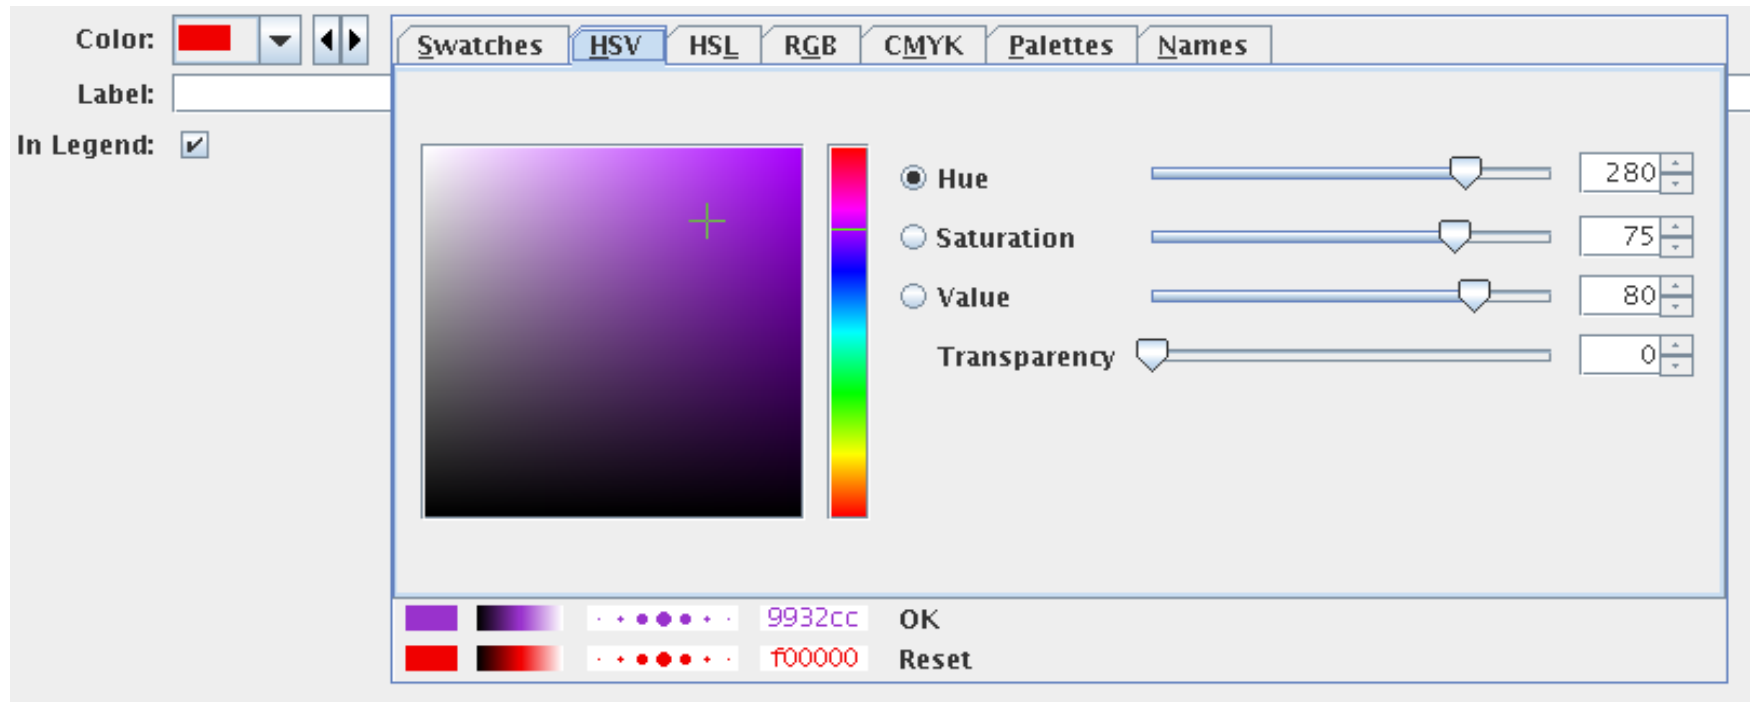 Color: Swatches HSV HSL RGB CMYK Palettes Names
Label:
In Legend:
Hue 280
Saturation 75
Value 80
Transparency 0
9932cc OK
f00000 Reset